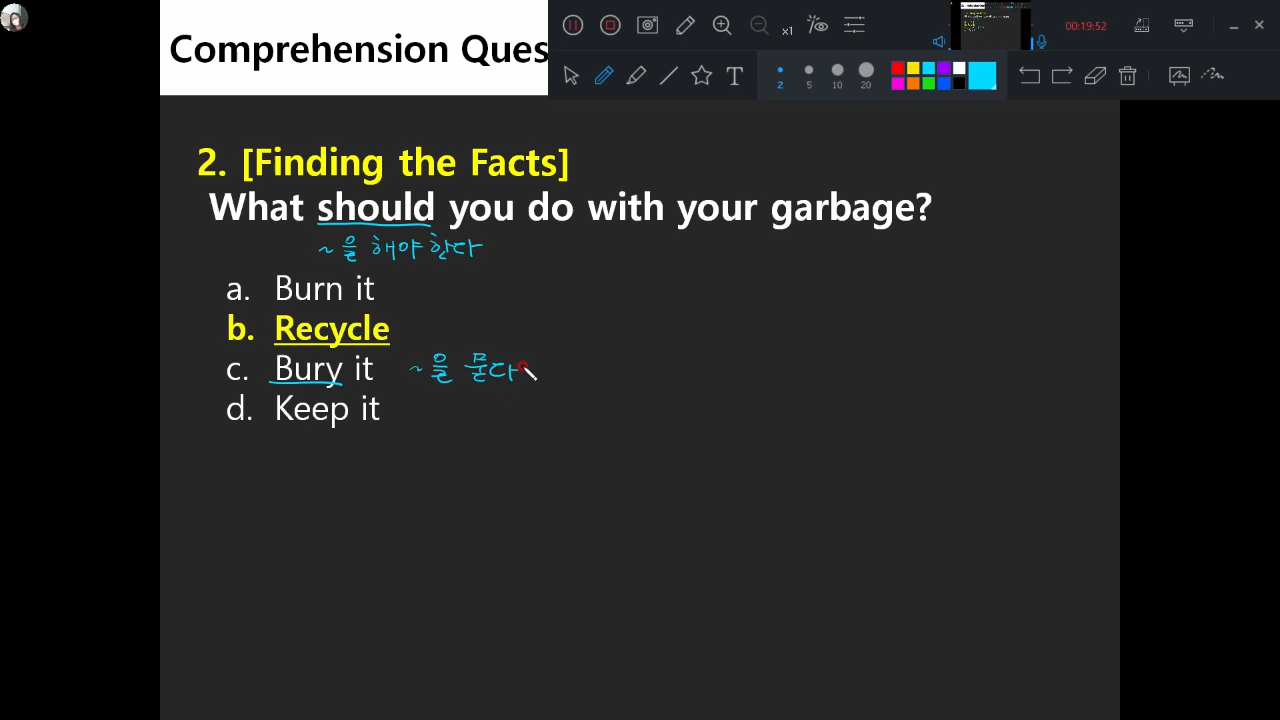 Comprehension Ques
x1
00:19:52
T
2 5 10 20
2. [Finding the Facts]
What should you do with your garbage?
~을 해야한다
a. Burn it
b. Recycle
c. Bury it ~을 묻다
d. Keep it